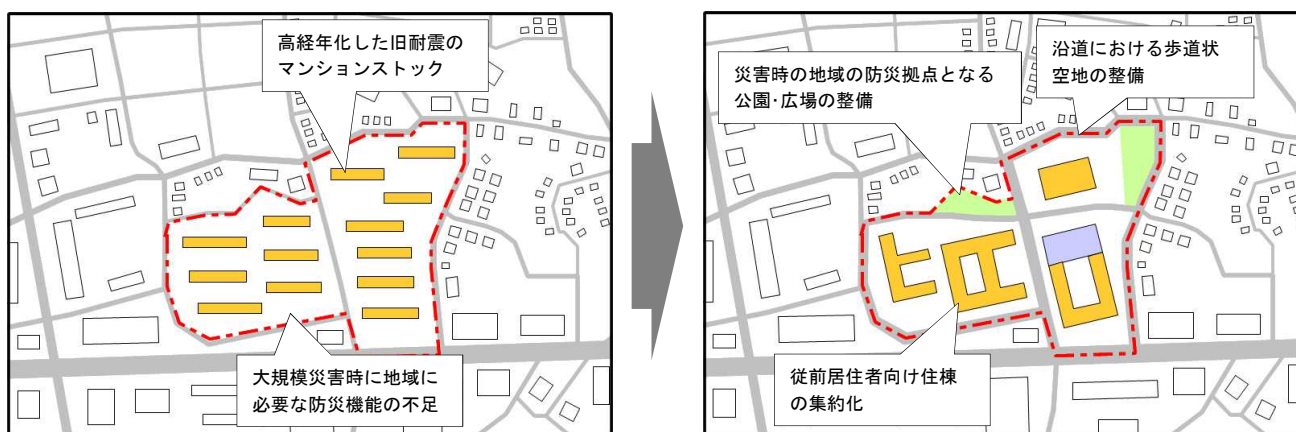 高経年化した旧耐震の
マンションストック
大規模災害時に地域に
必要な防災機能の不足
災害時の地域の防災拠点となる
公園・広場の整備
沿道における歩道状
空地の整備
従前居住者向け住棟
の集約化